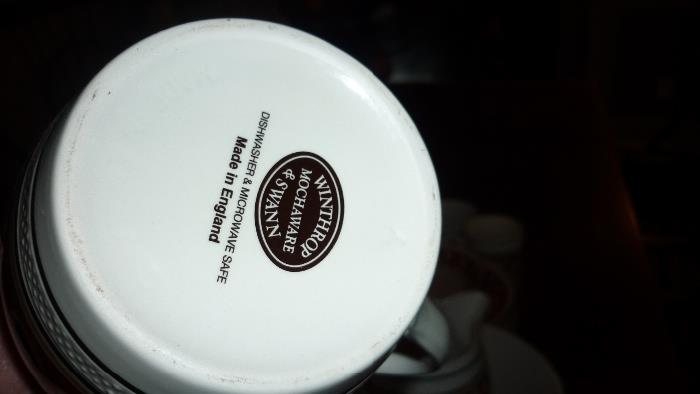 WINTHROP
MOCHAWARE
& SWANN
DISHWASHER & MICROWAVE SAFE
Made in England